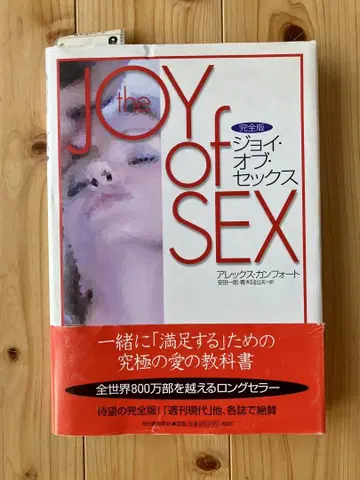 the
JOY
of
SEX
完全版
ジョイ・
オブ・
セックス
アレックス・カンフォート
安田一郎・青木日出夫・訳
一緒に「満足する」ための
究極の愛の教科書
全世界800万部を越えるロングセラー
待望の完全版!「週刊現代」他、各誌で絶賛